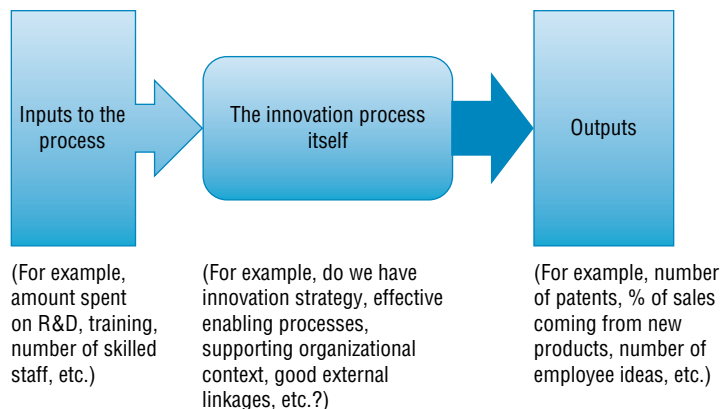 Inputs to the
process
The innovation process
itself
Outputs
(For example,
amount spent
on R&D, training,
number of skilled
staff, etc.)
(For example, do we have
innovation strategy, effective
enabling processes,
supporting organizational
context, good external
linkages, etc.?)
(For example, number
of patents, % of sales
coming from new
products, number of
employee ideas, etc.)